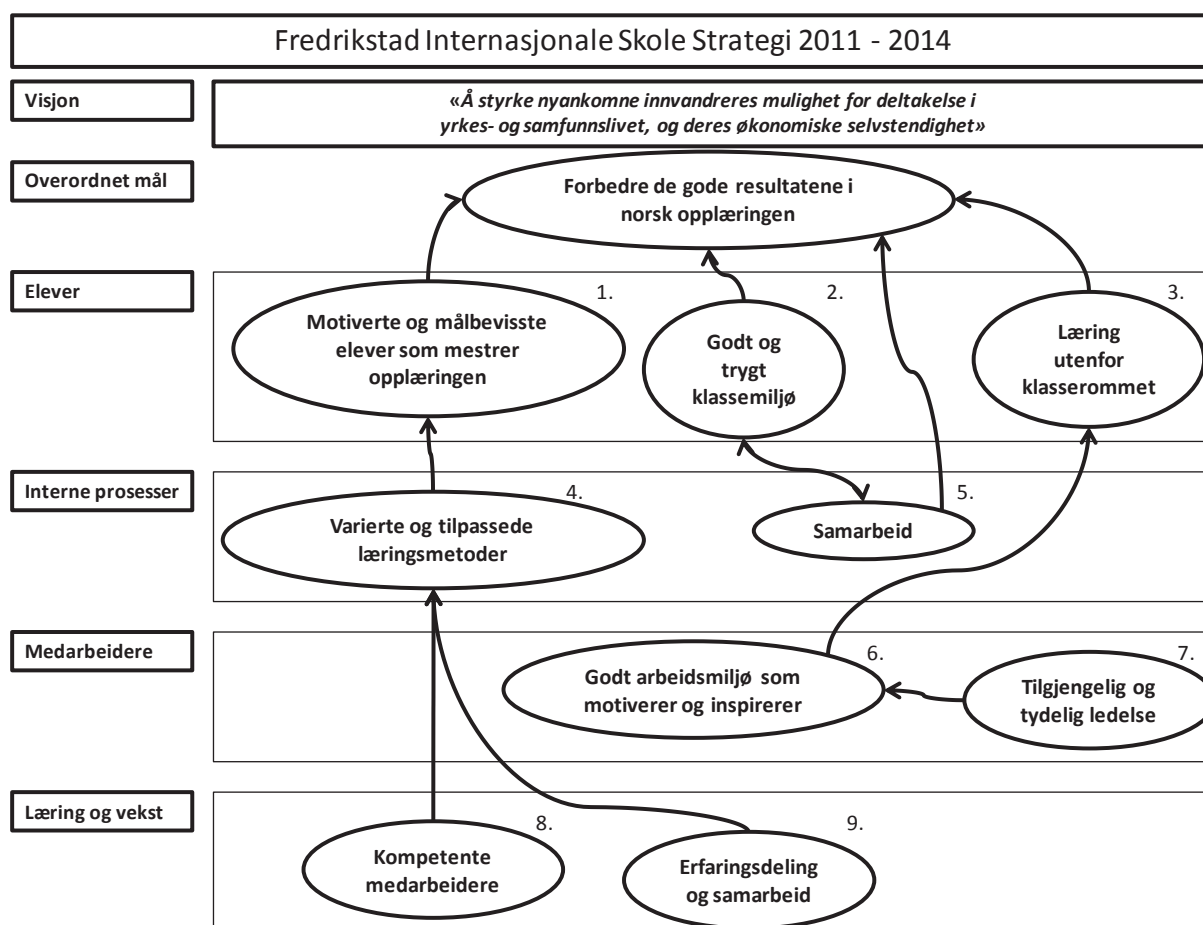 Fredrikstad Internasjonale Skole Strategi 2011 - 2014
Visjon
«Å styrke nyankomne innvandreres mulighet for deltakelse i
yrkes- og samfunnslivet, og deres økonomiske selvstendighet»
Overordnet mål
Forbedre de gode resultatene i
norsk opplæringen
Elever
1.
Motiverte og målbevisste
elever som mestrer
opplæringen
2.
Godt og
trygt
klassemiljø
3.
Læring
utenfor
klasserommet
Interne prosesser
4.
Varierte og tilpassede
læringsmetoder
5.
Samarbeid
Medarbeidere
6.
Godt arbeidsmiljø som
motiverer og inspirerer
7.
Tilgjengelig og
tydelig ledelse
Læring og vekst
8.
Kompetente
medarbeidere
9.
Erfaringsdeling
og samarbeid